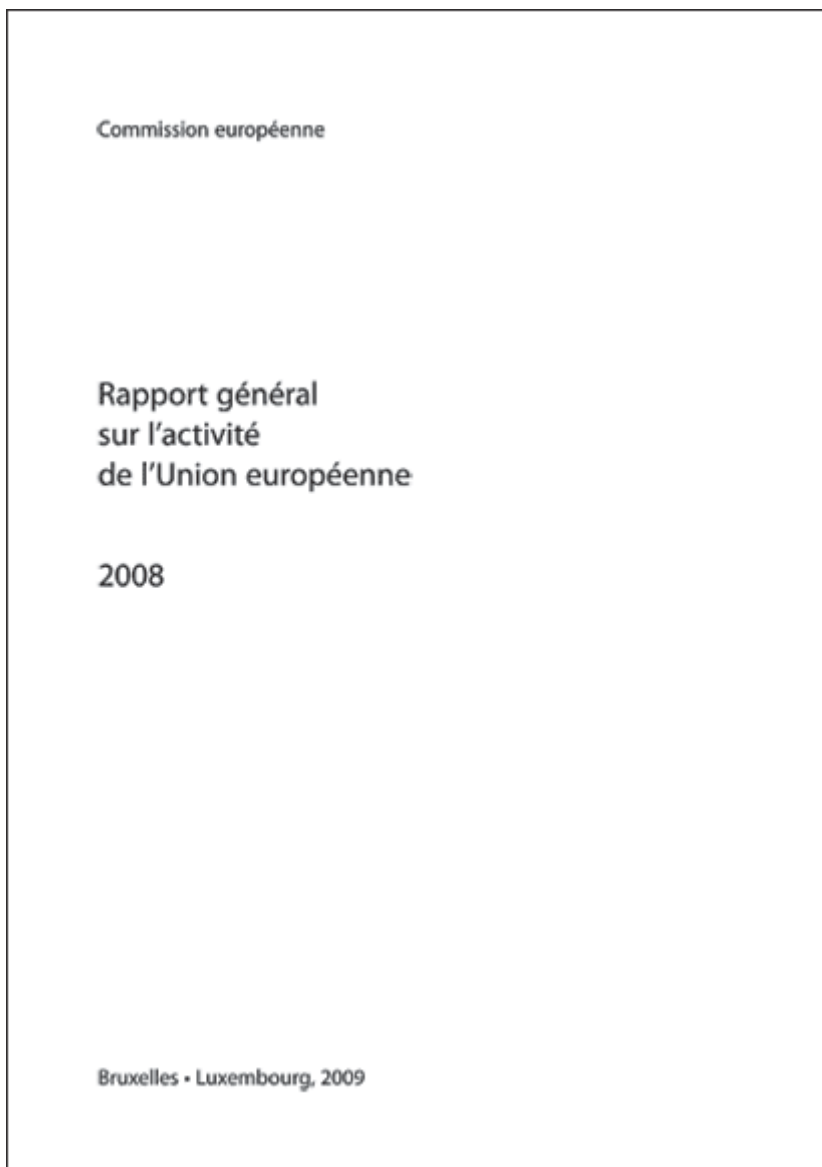 Commission européenne
Rapport général
sur l'activité
de l'Union européenne
2008
Bruxelles • Luxembourg, 2009